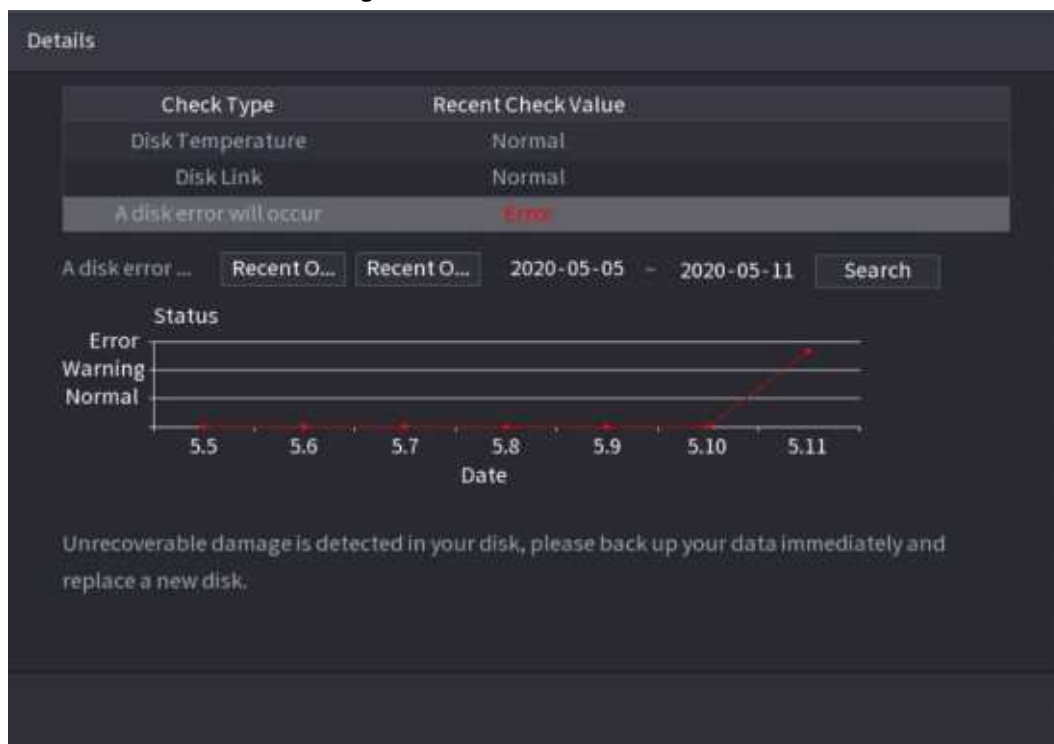 Details
Check Type Recent Check Value
Disk Temperature Normal
Disk Link Normal
A disk error will occur Error
A disk error ... Recent O... Recent O... 2020-05-05 - 2020-05-11 Search
Status
Error
Warning
Normal
5.5 5.6 5.7 5.8 5.9 5.10 5.11
Date
Unrecoverable damage is detected in your disk, please back up your data immediately and
replace a new disk.